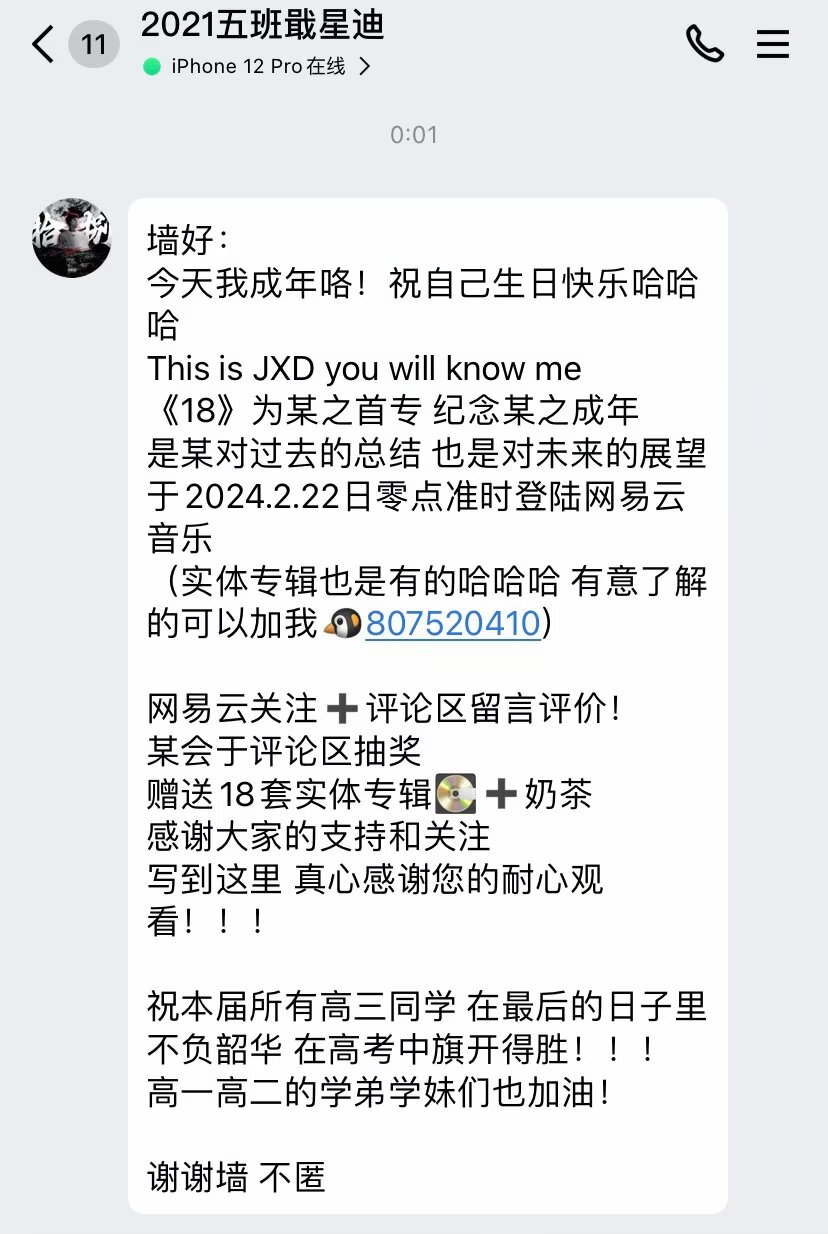 11
2021五班戢星迪
iPhone 12 Pro在线
0:01
拾 捌
墙好：
今天我成年咯！祝自己生日快乐哈哈
哈
This is JXD you will know me
《18》为某之首专 纪念某之成年
是某对过去的总结 也是对未来的展望
于2024.2.22日零点准时登陆网易云
音乐
（实体专辑也是有的哈哈哈 有意了解
的可以加我🐧807520410）
网易云关注➕评论区留言评价！
某会于评论区抽奖
赠送18套实体专辑💽➕奶茶
感谢大家的支持和关注
写到这里 真心感谢您的耐心观
看！！！
祝本届所有高三同学 在最后的日子里
不负韶华 在高考中旗开得胜！！！
高一高二的学弟学妹们也加油！
谢谢墙 不匿